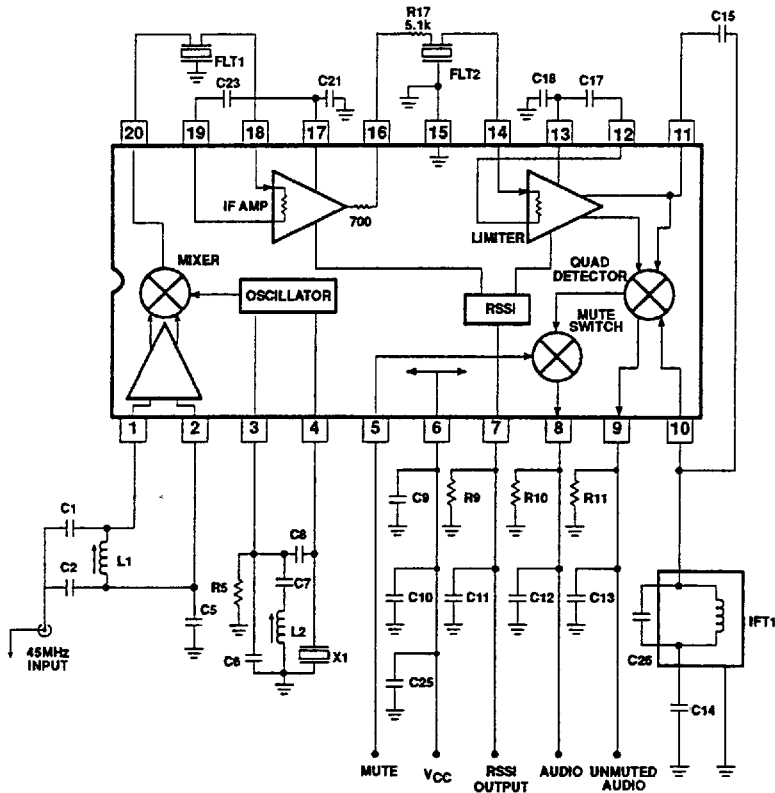 R17
5.1k
C15
FLT1
FLT2
C23
C21
C18
C17
20
19
18
17
16
15
14
13
12
11
IF AMP
700
LIMITER
MIXER
OSCILLATOR
RSSI
QUAD
DETECTOR
MUTE
SWITCH
1
2
3
4
5
6
7
8
9
10
C1
C2
L1
C5
45MHz
INPUT
R5
C6
C8
C7
L2
X1
C9
R9
R10
R11
C10
C11
C12
C13
C25
C26
IFT1
C14
MUTE
VCC
RSSI
OUTPUT
AUDIO
UNMUTED
AUDIO